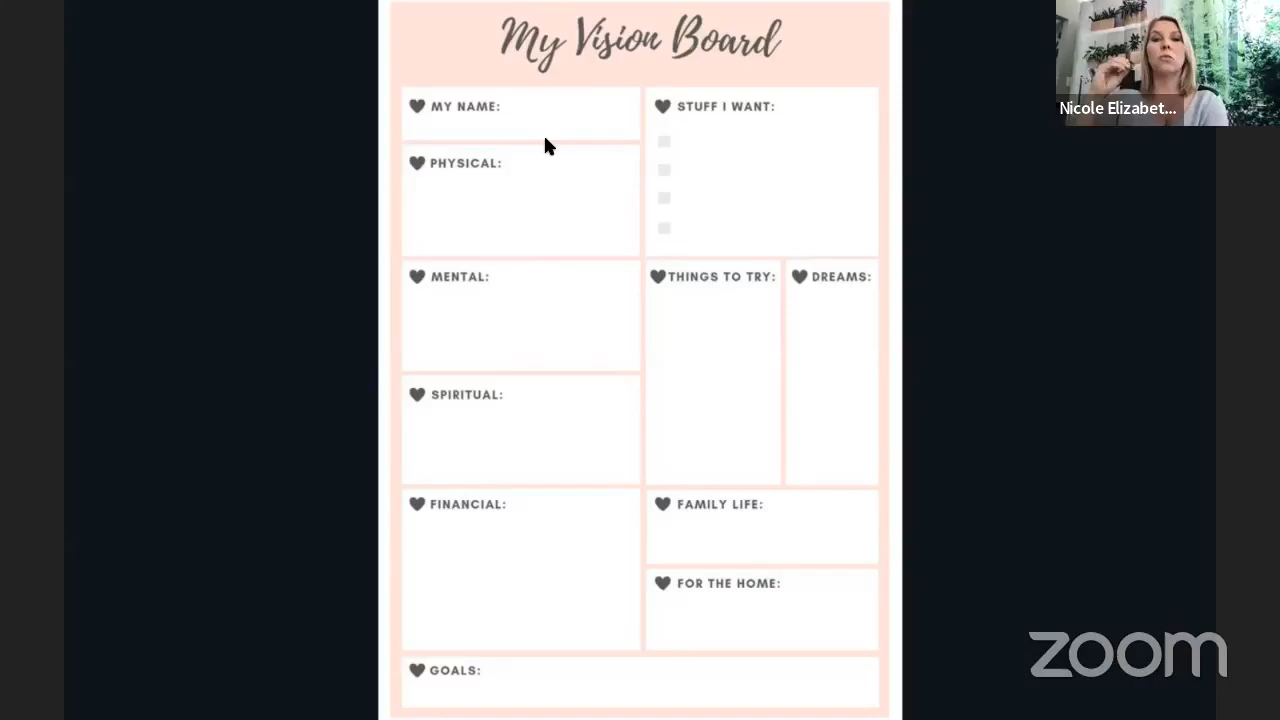 My Vision Board
MY NAME:
STUFF I WANT:
PHYSICAL:
MENTAL:
THINGS TO TRY:
DREAMS:
SPIRITUAL:
FINANCIAL:
FAMILY LIFE:
FOR THE HOME:
GOALS:
Nicole Elizabet...
zoom